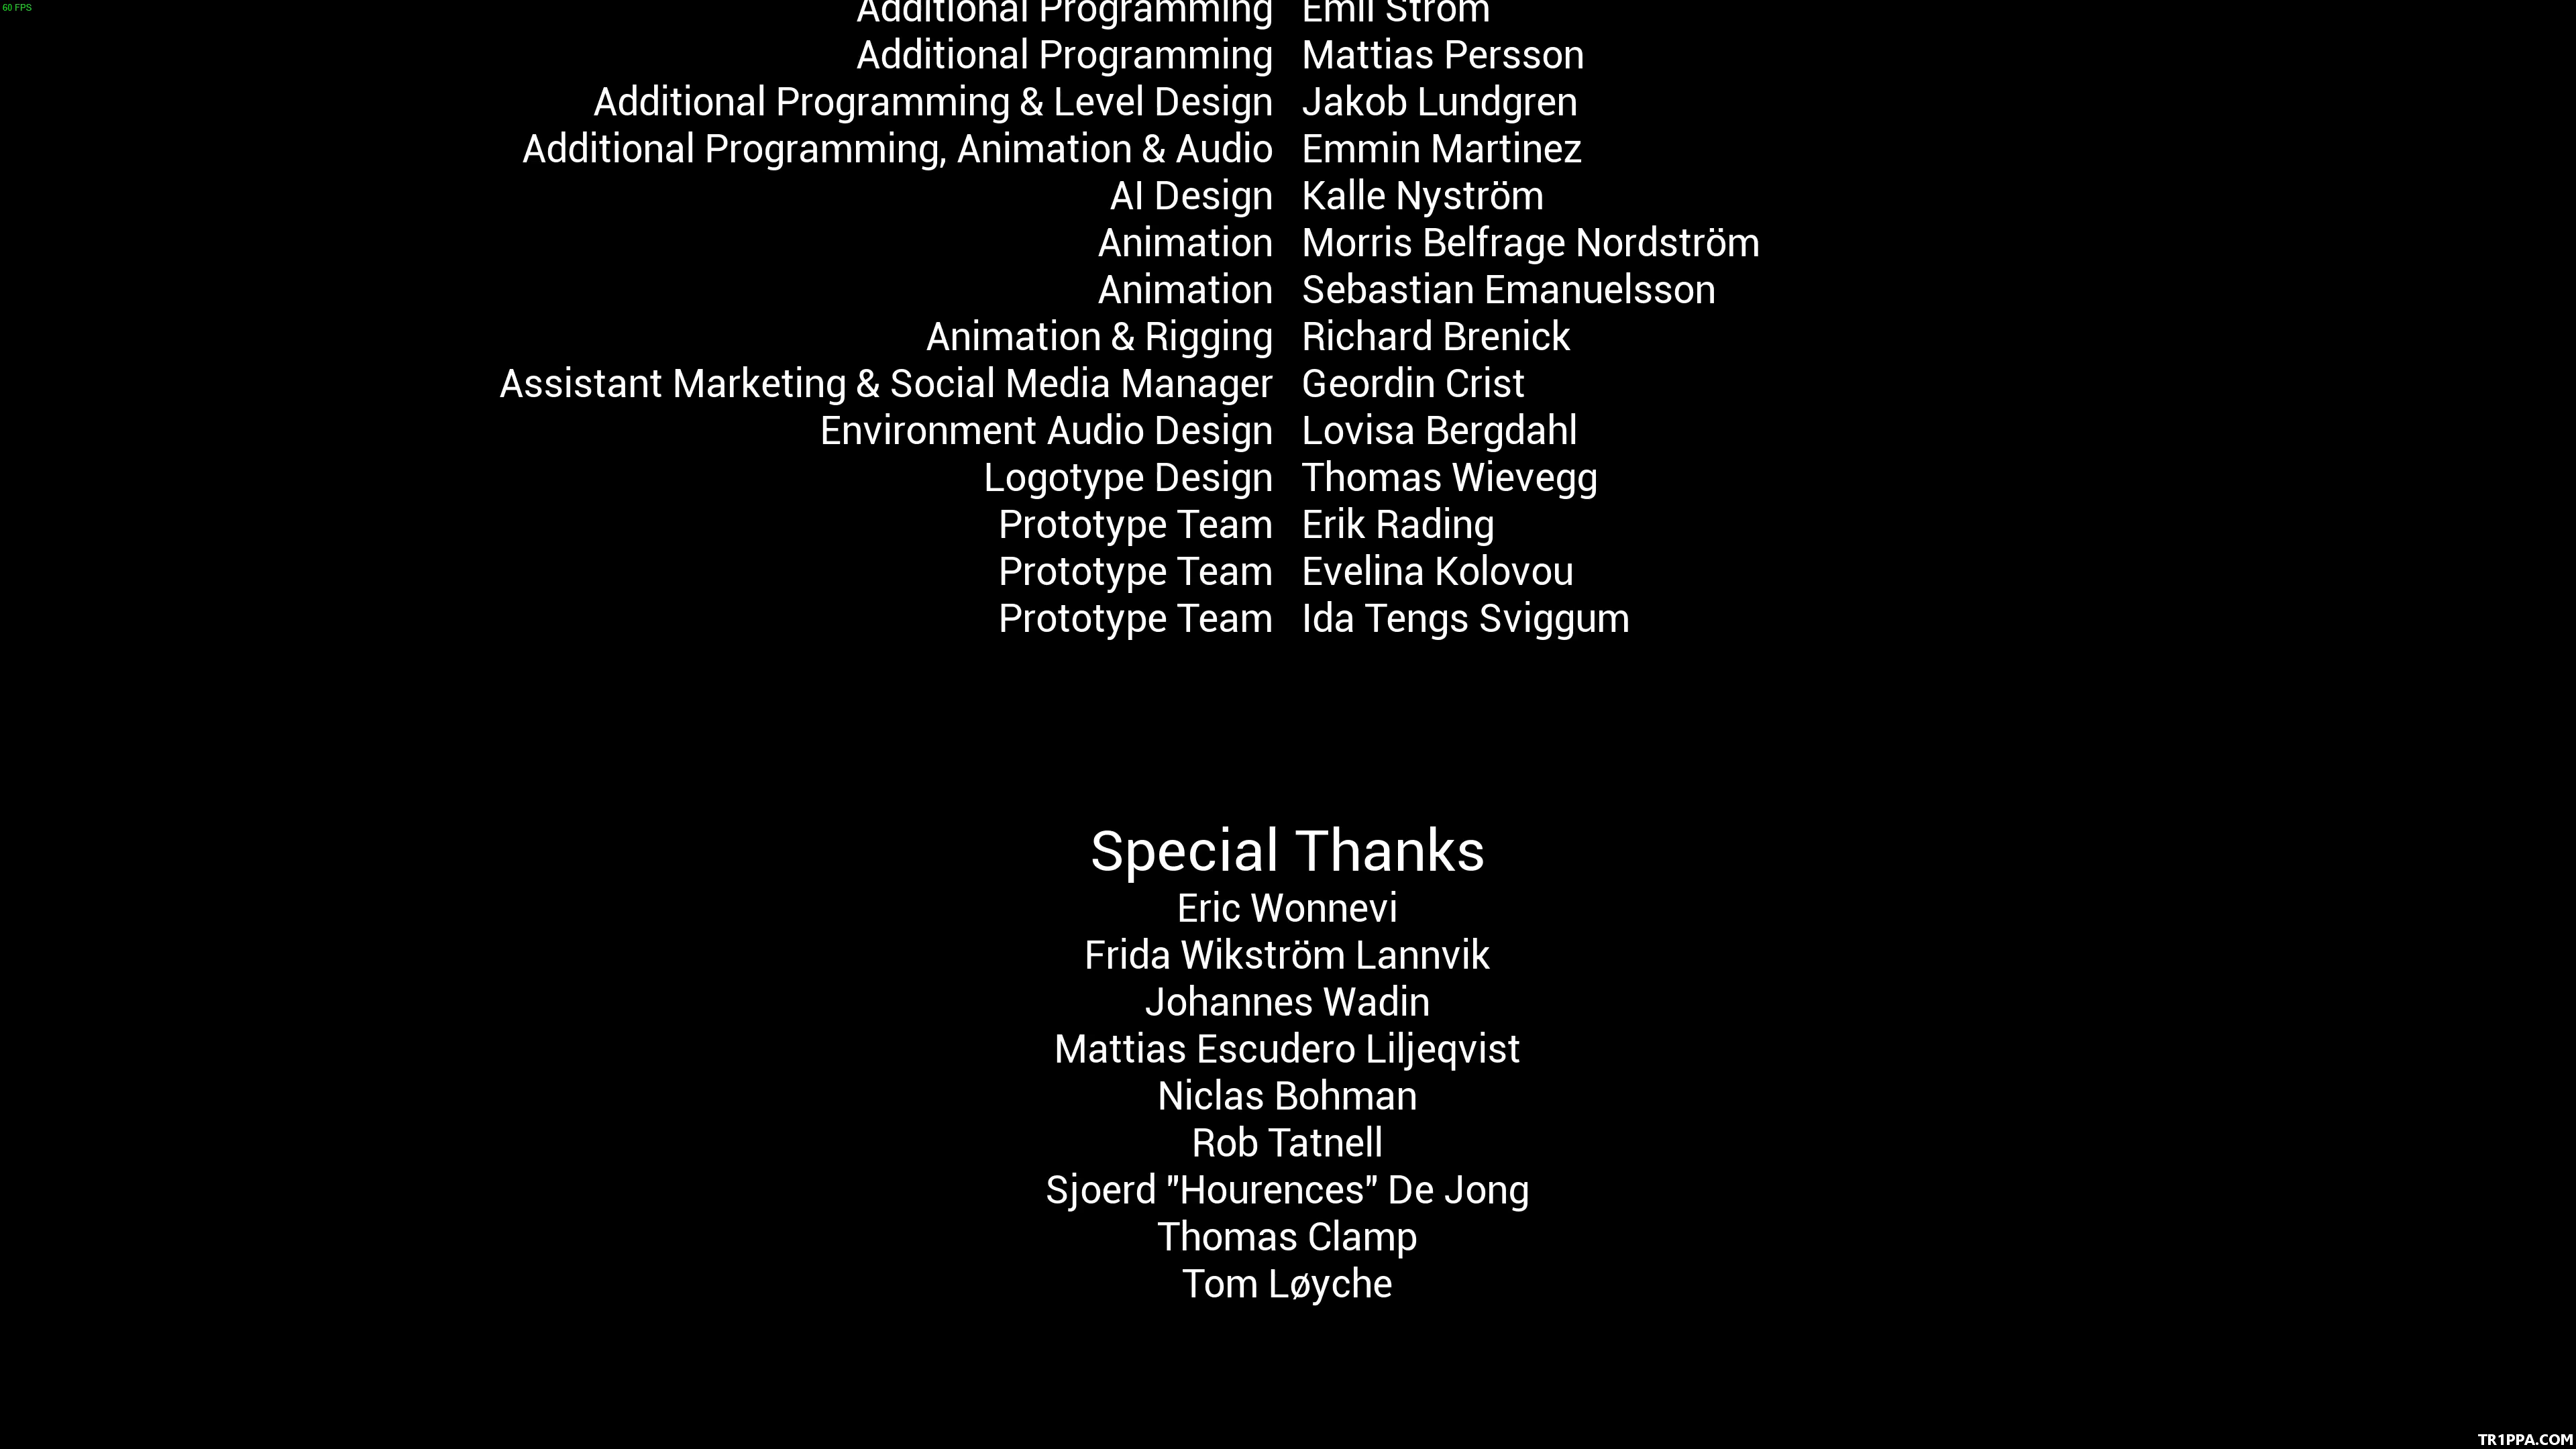 60 FPS
Additional Programming Emil Ström
Additional Programming Mattias Persson
Additional Programming & Level Design Jakob Lundgren
Additional Programming, Animation & Audio Emmin Martinez
AI Design Kalle Nyström
Animation Morris Belfrage Nordström
Animation Sebastian Emanuelsson
Animation & Rigging Richard Brenick
Assistant Marketing & Social Media Manager Geordin Crist
Environment Audio Design Lovisa Bergdahl
Logotype Design Thomas Wievegg
Prototype Team Erik Rading
Prototype Team Evelina Kolovou
Prototype Team Ida Tengs Sviggum
Special Thanks
Eric Wonnevi
Frida Wikström Lannvik
Johannes Wadin
Mattias Escudero Liljeqvist
Niclas Bohman
Rob Tatnell
Sjoerd "Hourences" De Jong
Thomas Clamp
Tom Løyche
TR1PPA.COM